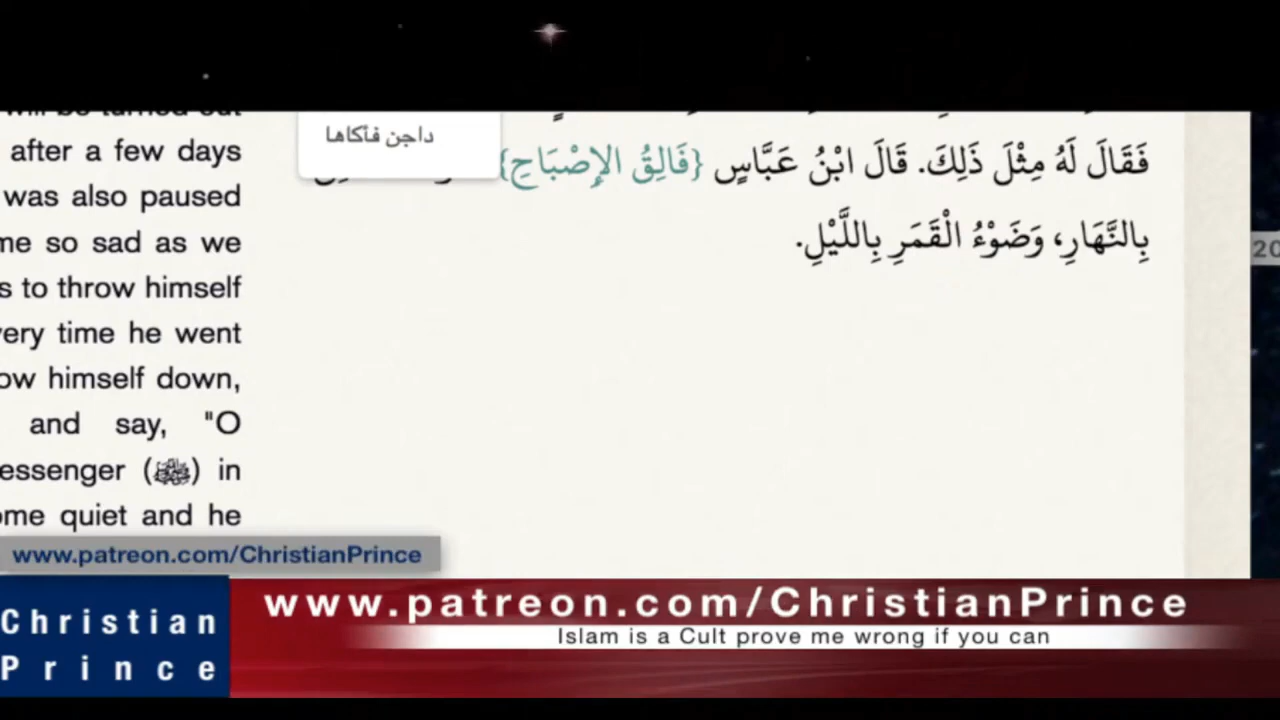 after a few days
was also paused
me so sad as we
s to throw himself
very time he went
ow himself down,
and say, "O
essenger (ﷺ) in
ome quiet and he
داجن فأكاها
فَقَالَ لَهُ مِثْلَ ذَلِكَ. قَالَ ابْنُ عَبَّاسٍ {فَالِقُ الإِصْبَاحِ}
بِالنَّهَارِ، وَضَوْءُ الْقَمَرِ بِاللَّيْلِ.
20
www.patreon.com/ChristianPrince
Christian
Prince
www.patreon.com/ChristianPrince
Islam is a Cult prove me wrong if you can